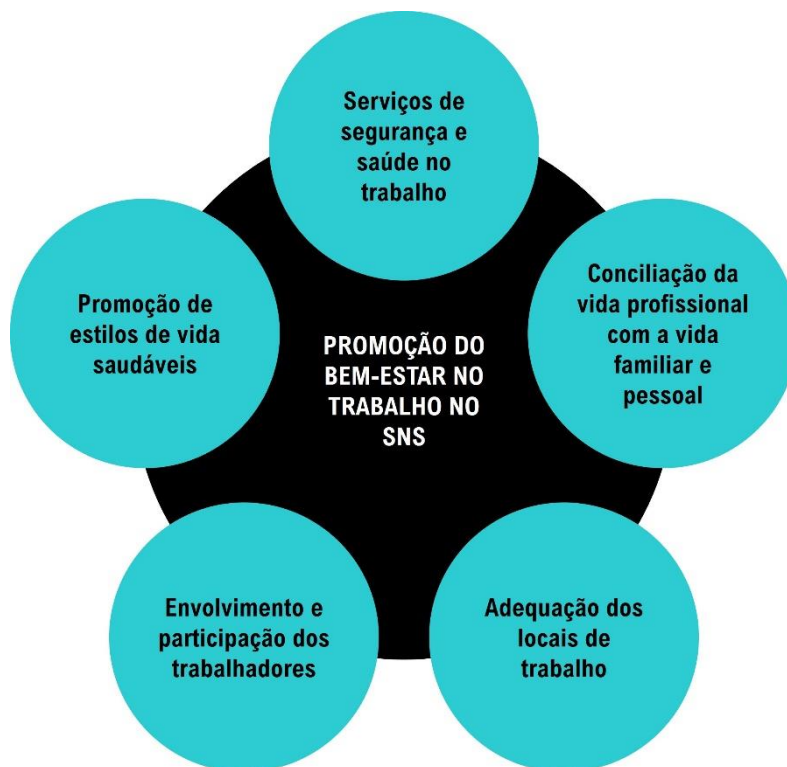 Serviços de
segurança e
saúde no
trabalho
Conciliação da
vida profissional
com a vida
familiar e
pessoal
Promoção de
estilos de vida
saudáveis
PROMOÇÃO DO
BEM-ESTAR NO
TRABALHO NO
SNS
Envolvimento e
participação dos
trabalhadores
Adequação dos
locais de
trabalho